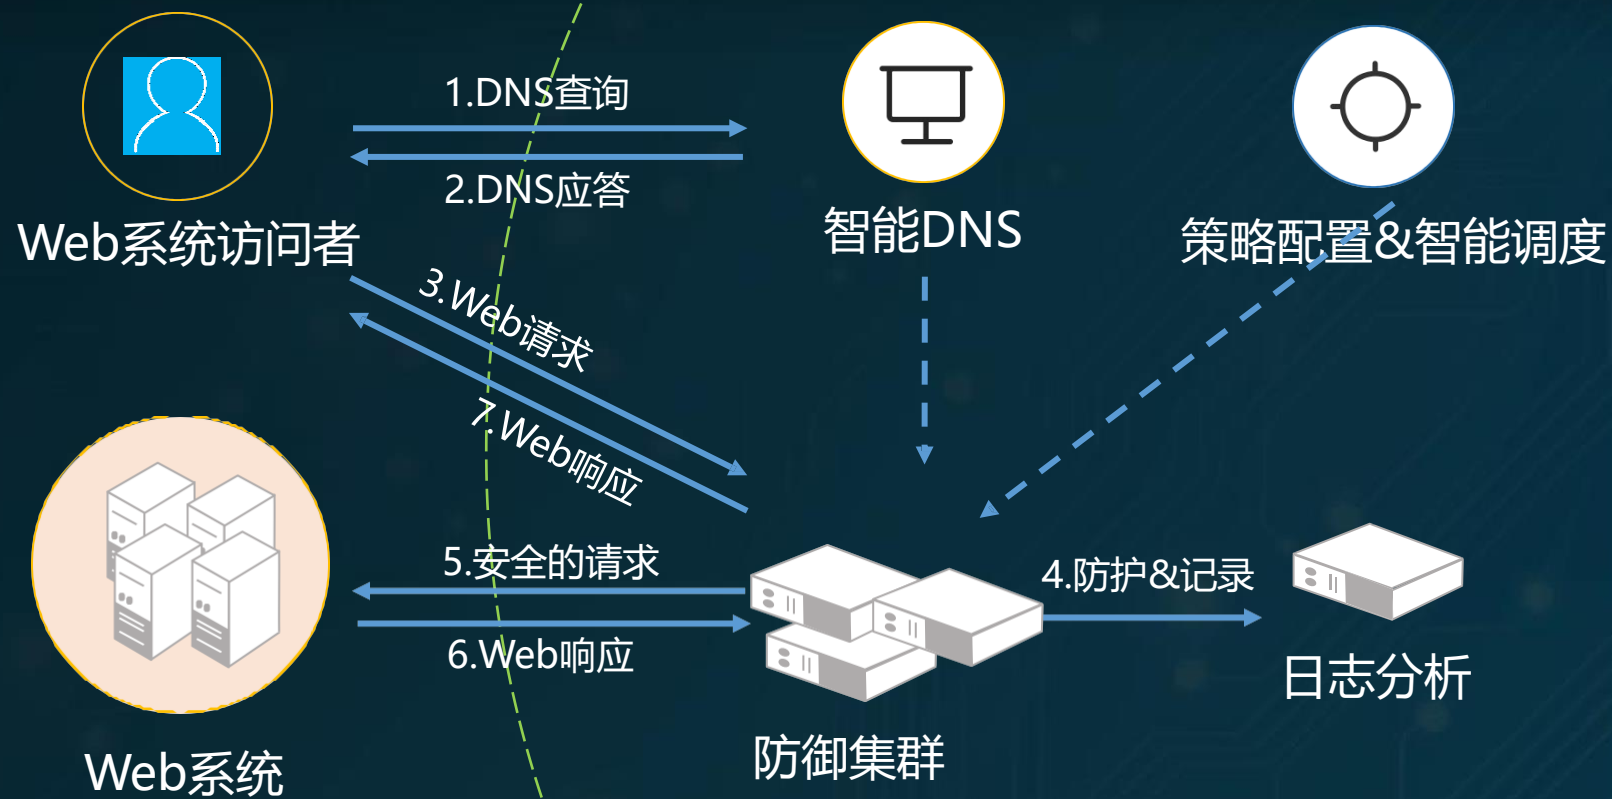 1.DNS查询
2.DNS应答
Web系统访问者
智能DNS
策略配置&智能调度
3.Web请求
7.Web响应
5.安全的请求
4.防护&记录
6.Web响应
日志分析
Web系统
防御集群